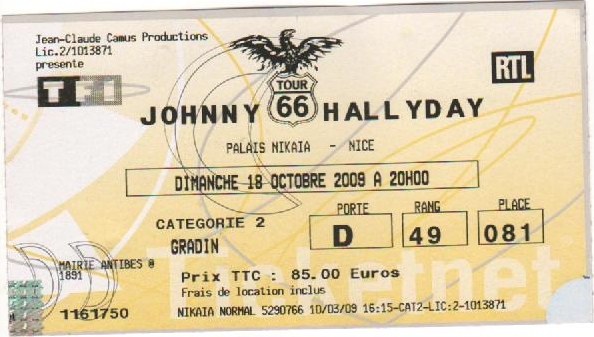 Jean-Claude Camus Productions
Lic.2/1013871
presente
TF1
RTL
TOUR
66
JOHNNY HALLYDAY
PALAIS NIKAIA - NICE
DIMANCHE 18 OCTOBRE 2009 A 20H00
CATEGORIE 2
GRADIN
PORTE RANG PLACE
D 49 081
MAIRIE ANTIBES @
1891
Prix TTC : 85.00 Euros
Frais de location inclus
1161750
NIKAIA NORMAL 5290766 10/03/09 16:15-CAT2-LIC:2-1013871
Ticketnet